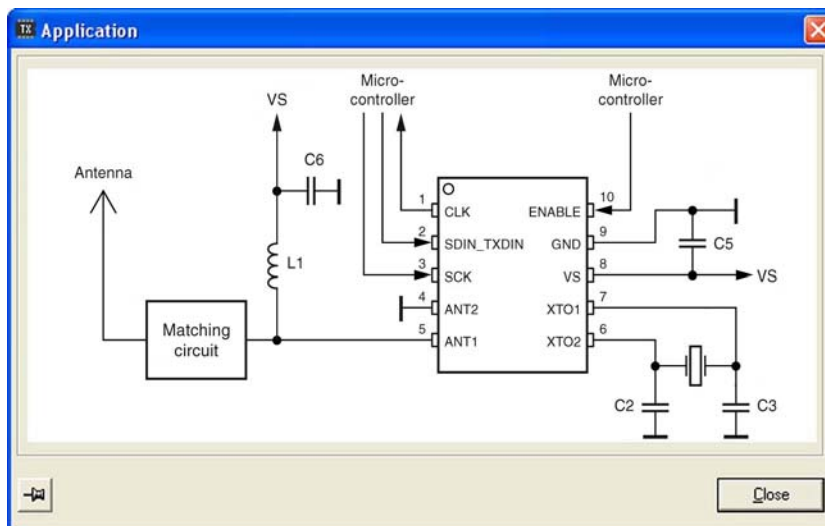 TX Application
Micro-
controller
Micro-
controller
VS
C6
Antenna
L1
Matching
circuit
1 CLK
2 SDIN_TXDIN
3 SCK
4 ANT2
5 ANT1
ENABLE 10
GND 9
VS 8
XTO1 7
XTO2 6
C5
VS
C2
C3
Close